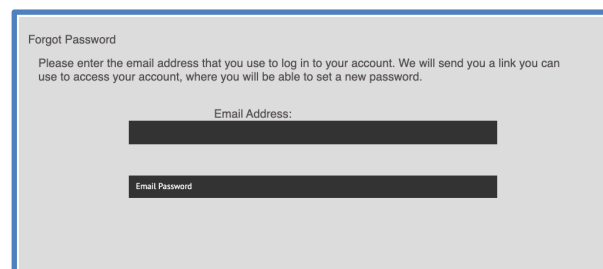 Forgot Password
Please enter the email address that you use to log in to your account. We will send you a link you can
use to access your account, where you will be able to set a new password.
Email Address:
Email Password